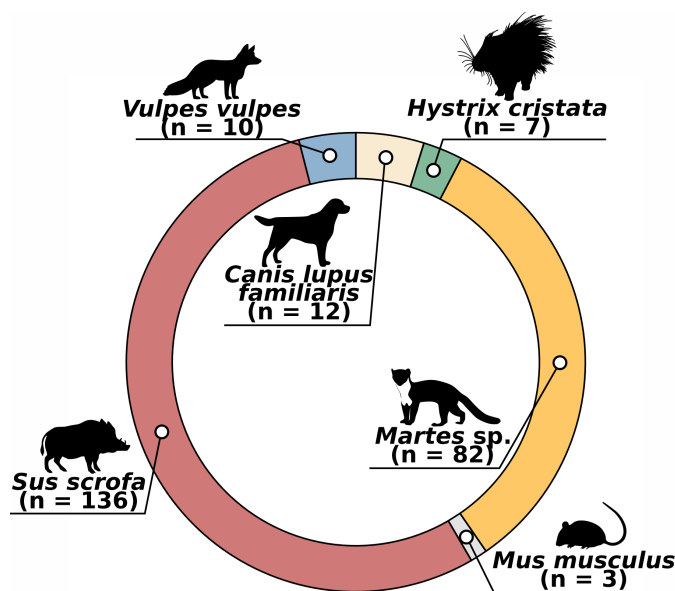 Vulpes vulpes
(n = 10)
Hystrix cristata
(n = 7)
Canis lupus
familiaris
(n = 12)
Martes sp.
(n = 82)
Sus scrofa
(n = 136)
Mus musculus
(n = 3)